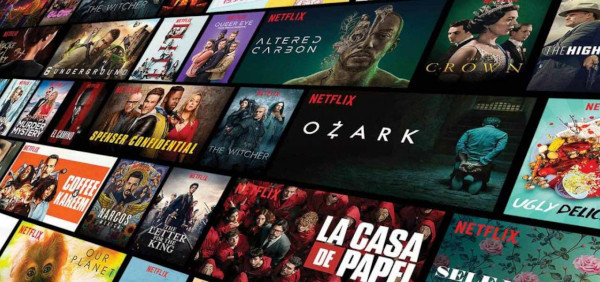 THE WITCHER
6 UNDERGROUND
QUEER EYE
NETFLIX
ALTERED
CARBON
NETFLIX
THE
CROWN
THE HIGH
MURDER
MYSTERY
EL CAMINO
SPENSER CONFIDENTIAL
THE WITCHER
NETFLIX
OZARK
UGLY DELIC
NETFLIX
COFFEE
& KAREEM
NARCOS
THE
LETTER
FOR THE
KING
NETFLIX
LA CASA
DE PAPEL
NETFLIX
OUR
PLANET
NETFLIX
NETFLIX